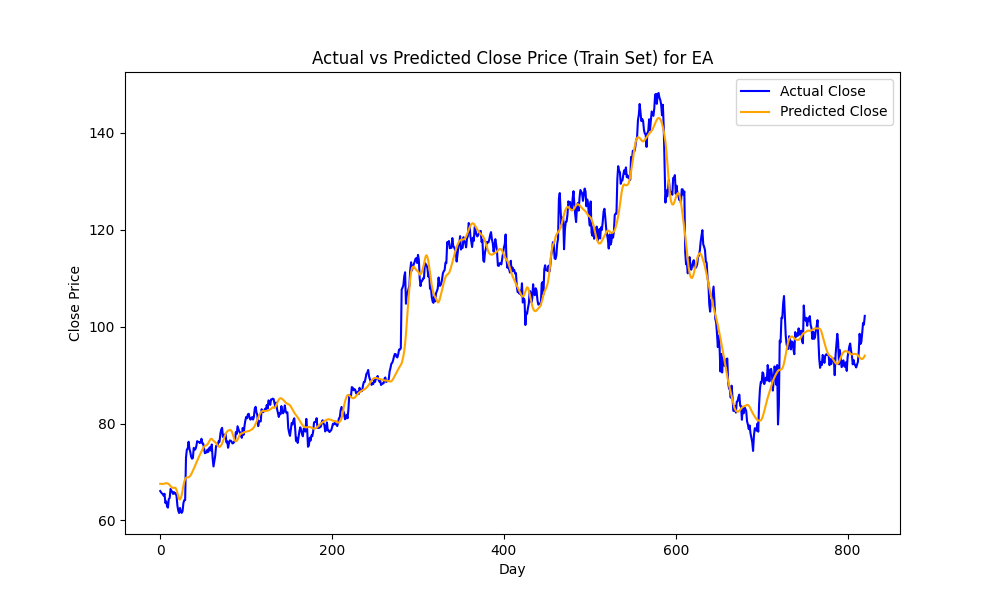 Actual vs Predicted Close Price (Train Set) for EA
Actual Close
Predicted Close
Close Price
140
120
100
80
60
0 200 400 600 800
Day